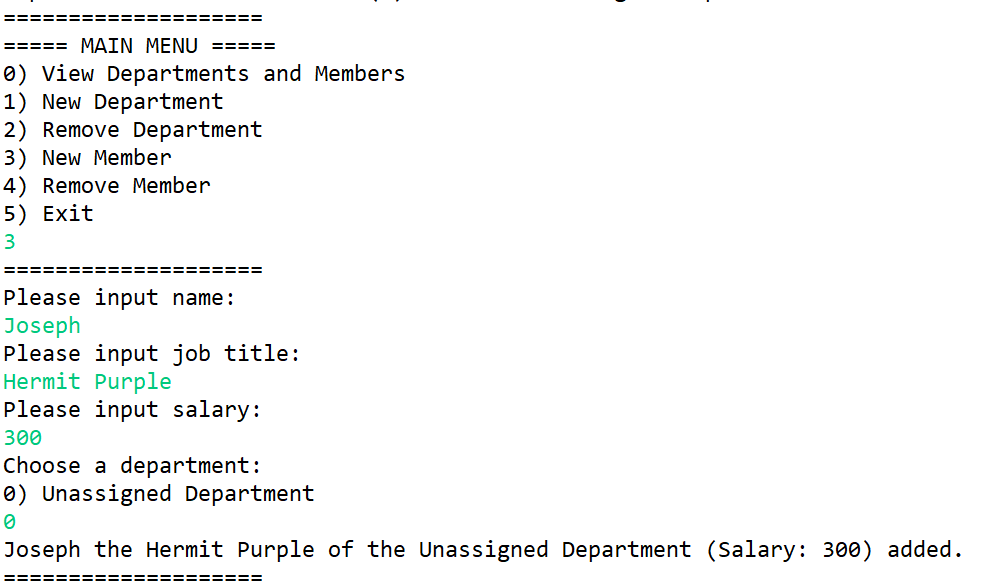 ====================
===== MAIN MENU =====
0) View Departments and Members
1) New Department
2) Remove Department
3) New Member
4) Remove Member
5) Exit
3
====================
Please input name:
Joseph
Please input job title:
Hermit Purple
Please input salary:
300
Choose a department:
0) Unassigned Department
0
Joseph the Hermit Purple of the Unassigned Department (Salary: 300) added.
====================